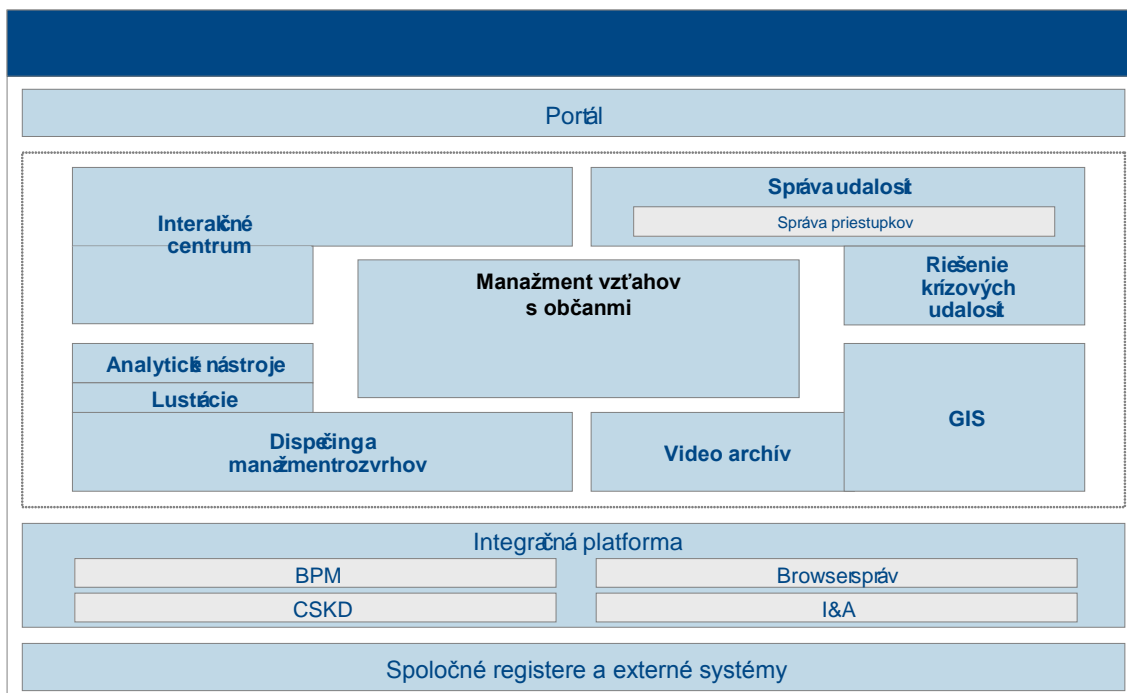 Portál
Interakčné
centrum
Správa udalostí
Správa priestupkov
Manažment vzťahov
s občanmi
Riešenie
krízových
udalostí
Analytické nástroje
Lustrácie
Dispečing a
manažment rozvrhov
Video archív
GIS
Integračná platforma
BPM
Browser správ
CSKD
I&A
Spoločné registere a externé systémy